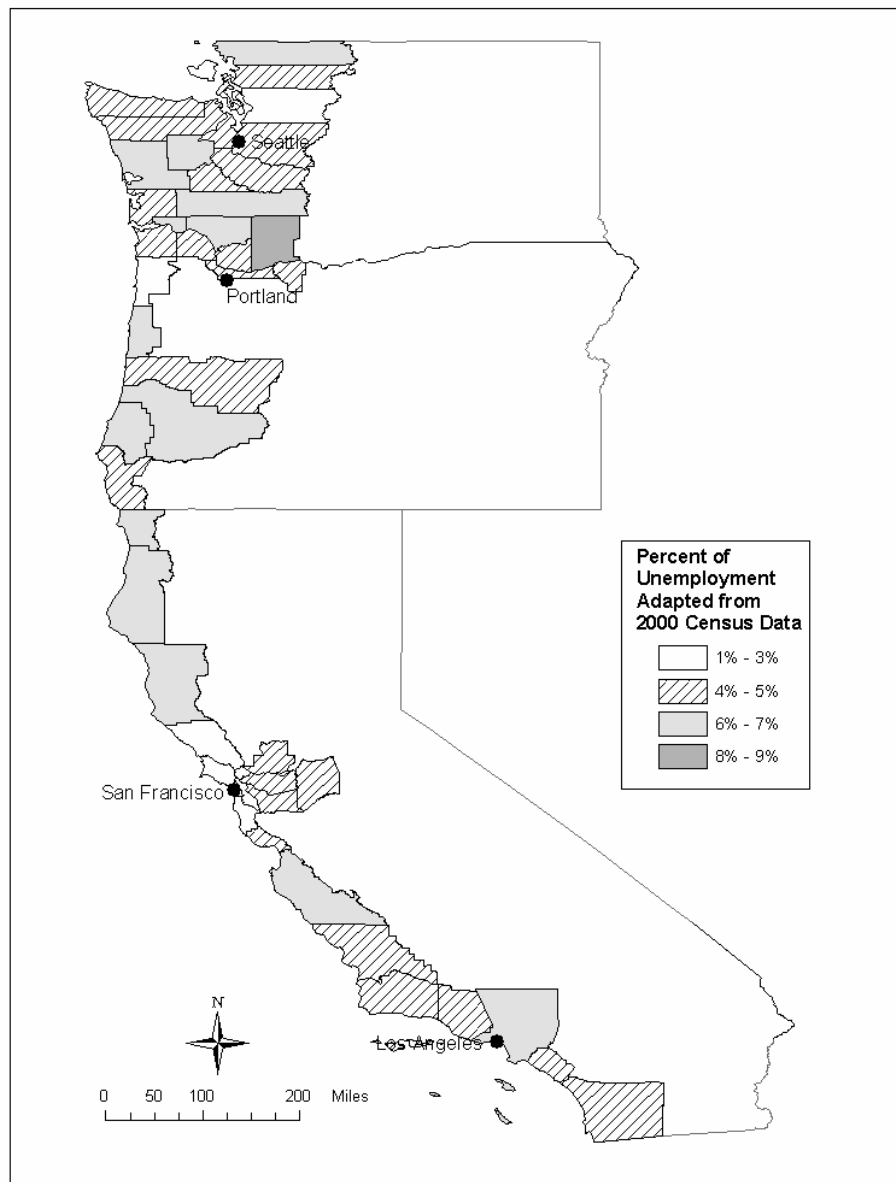 Seattle
Portland
Percent of
Unemployment
Adapted from
2000 Census Data
1% - 3%
4% - 5%
6% - 7%
8% - 9%
San Francisco
N
Los Angeles
0 50 100 200 Miles